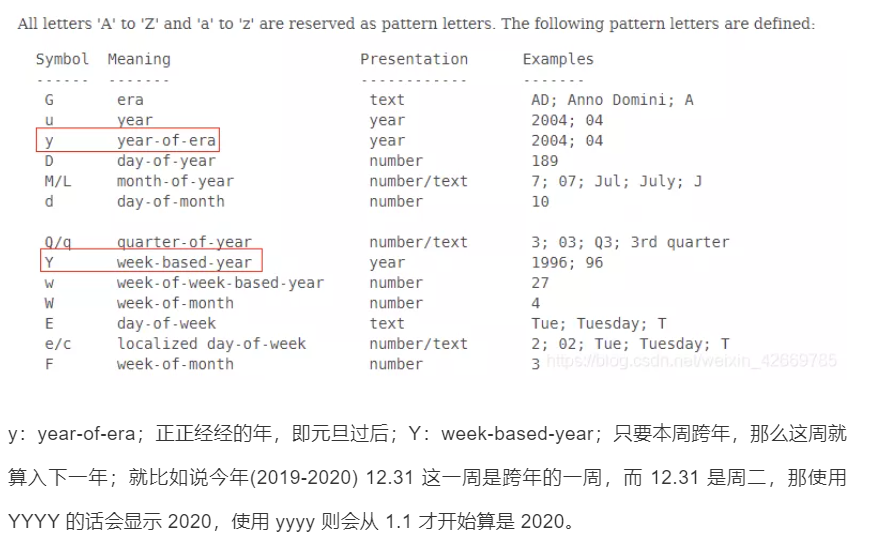 All letters 'A' to 'Z' and 'a' to 'z' are reserved as pattern letters. The following pattern letters are defined:
Symbol Meaning Presentation Examples
------ ------- ------------ -------
G era text AD; Anno Domini; A
u year year 2004; 04
y year-of-era year 2004; 04
D day-of-year number 189
M/L month-of-year number/text 7; 07; Jul; July; J
d day-of-month number 10
Q/q quarter-of-year number/text 3; 03; Q3; 3rd quarter
Y week-based-year year 1996; 96
w week-of-week-based-year number 27
W week-of-month number 4
E day-of-week text Tue; Tuesday; T
e/c localized day-of-week number/text 2; 02; Tue; Tuesday; T
F week-of-month number 3
https://blog.csdn.net/weixin_42669785
y：year-of-era；正正经经的年，即元旦过后；Y：week-based-year；只要本周跨年，那么这周就
算入下一年；就比如说今年(2019-2020) 12.31 这一周是跨年的一周，而 12.31 是周二，那使用
YYYY 的话会显示 2020，使用 yyyy 则会从 1.1 才开始算是 2020。